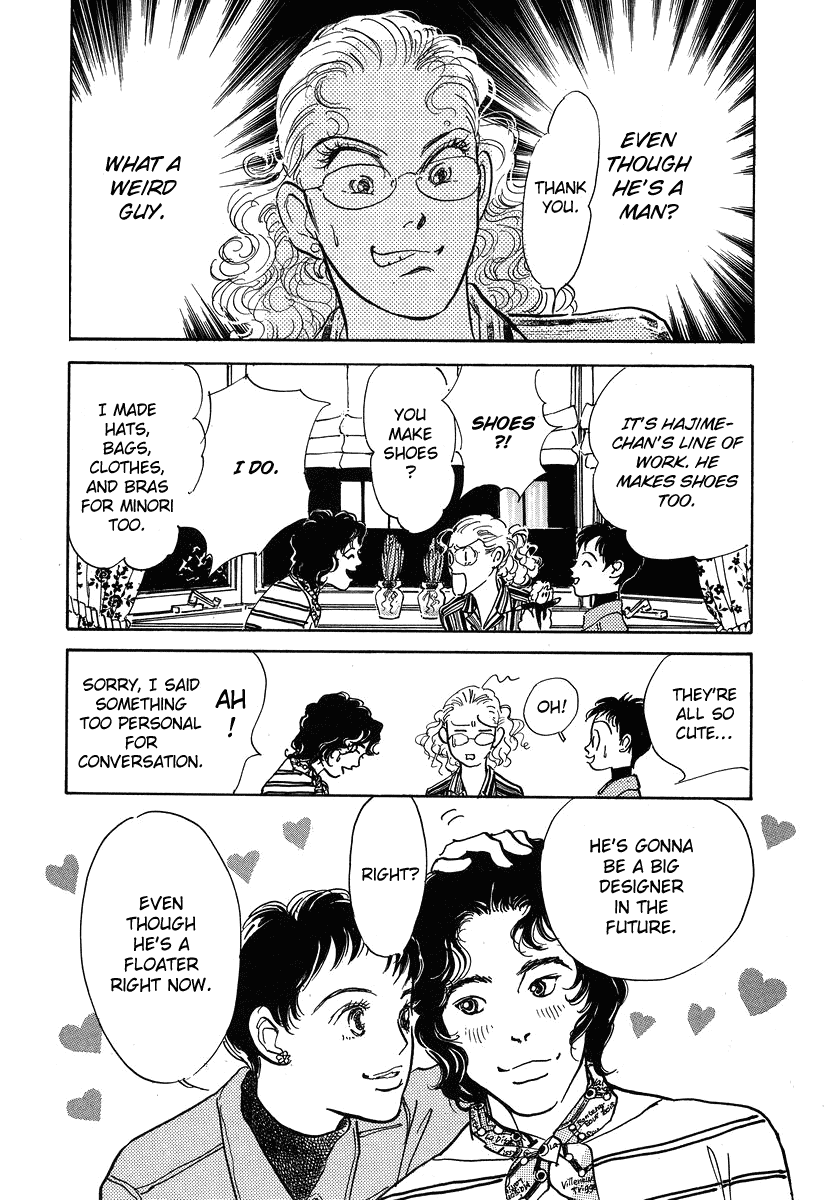 EVEN
THOUGH
HE'S A
MAN?
THANK
YOU.
WHAT A
WEIRD
GUY.
IT'S HAJIME-
CHAN'S LINE OF
WORK. HE
MAKES SHOES
TOO.
SHOES
?!
YOU
MAKE
SHOES
?
I DO.
I MADE
HATS,
BAGS,
CLOTHES,
AND BRAS
FOR MINORI
TOO.
THEY'RE
ALL SO
CUTE...
OH!
AH
!
SORRY, I SAID
SOMETHING
TOO PERSONAL
FOR
CONVERSATION.
HE'S GONNA
BE A BIG
DESIGNER
IN THE
FUTURE.
RIGHT?
EVEN
THOUGH
HE'S A
FLOATER
RIGHT NOW.